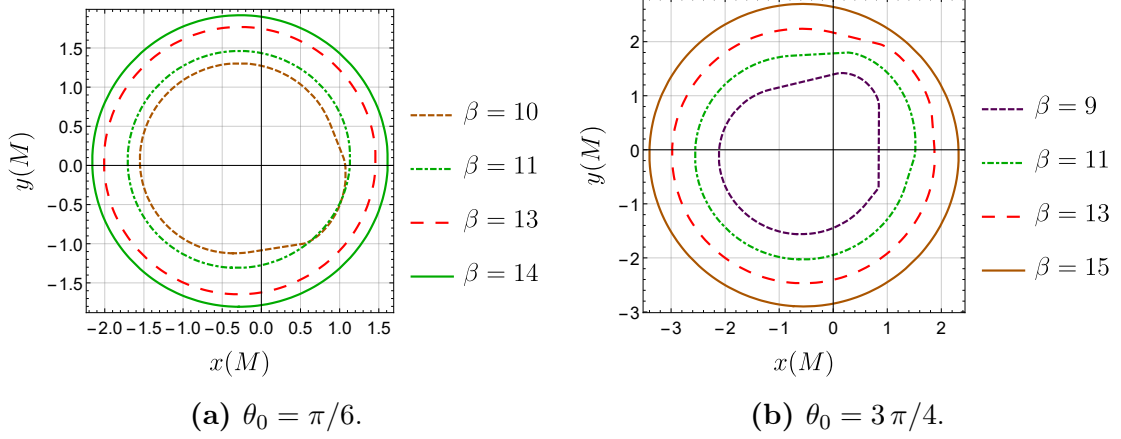 1.5
1.0
0.5
0.0
−0.5
−1.0
−1.5
y(M)
−2.0 −1.5 −1.0 −0.5 0.0 0.5 1.0 1.5
x(M)
β = 10
β = 11
β = 13
β = 14
(a) θ₀ = π/6.
2
1
0
−1
−2
−3
y(M)
−3 −2 −1 0 1 2
x(M)
β = 9
β = 11
β = 13
β = 15
(b) θ₀ = 3 π/4.